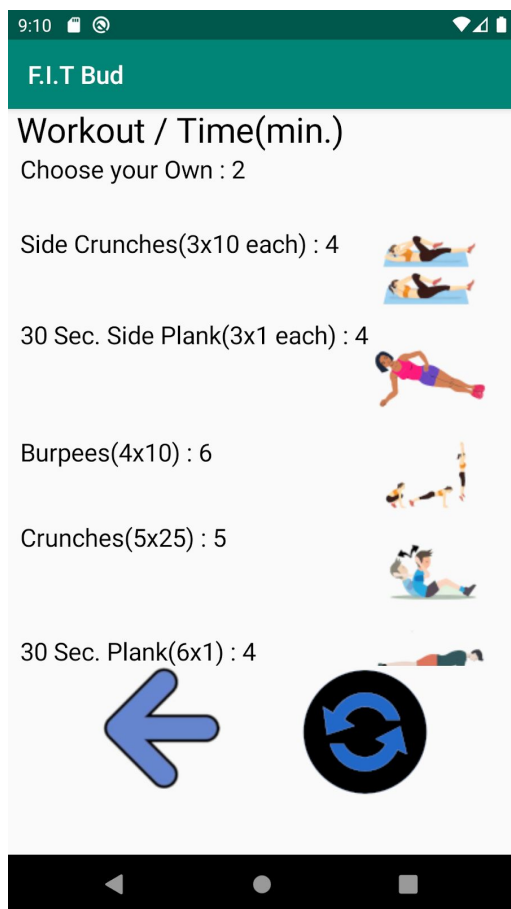 9:10
F.I.T Bud
Workout / Time(min.)
Choose your Own : 2
Side Crunches(3x10 each) : 4
30 Sec. Side Plank(3x1 each) : 4
Burpees(4x10) : 6
Crunches(5x25) : 5
30 Sec. Plank(6x1) : 4